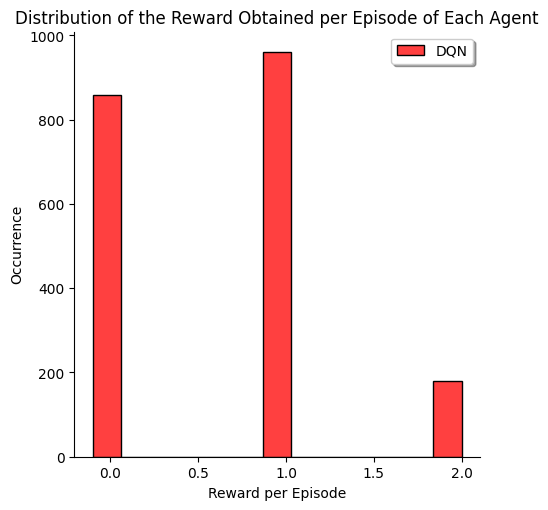 Distribution of the Reward Obtained per Episode of Each Agent
1000
800
600
400
200
0
Occurrence
DQN
0.0 0.5 1.0 1.5 2.0
Reward per Episode